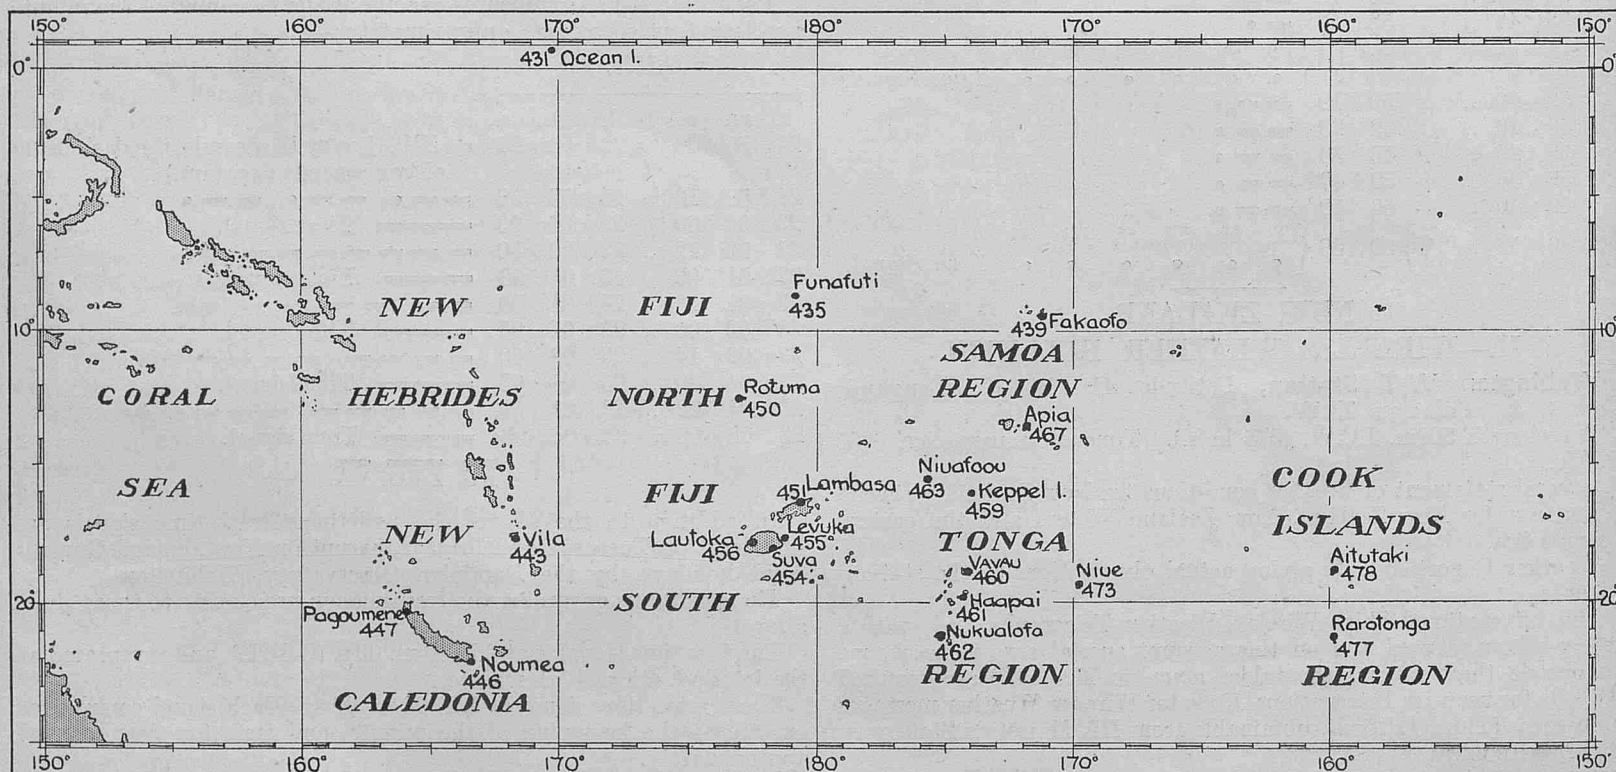 150° 160° 170° 180° 170° 160° 150°
431 Ocean I.
0° 0°
Funafuti
435
NEW FIJI
439 Fakaofo
10° 10°
SAMOA
CORAL HEBRIDES NORTH REGION
Rotuma
450
Apia
467
SEA FIJI
Niuafoou
463
Keppel I.
459
COOK
ISLANDS
451 Lambasa
Levuka
455
Lautoka
456
Suva
454
NEW
Vila
443
TONGA
Vavau
460
Niue
473
Aitutaki
478
20° 20°
SOUTH
Haapai
461
Pagoumene
447
Nukualofa
462
Rarotonga
477
Noumea
446
REGION REGION
CALEDONIA
150° 160° 170° 180° 170° 160° 150°